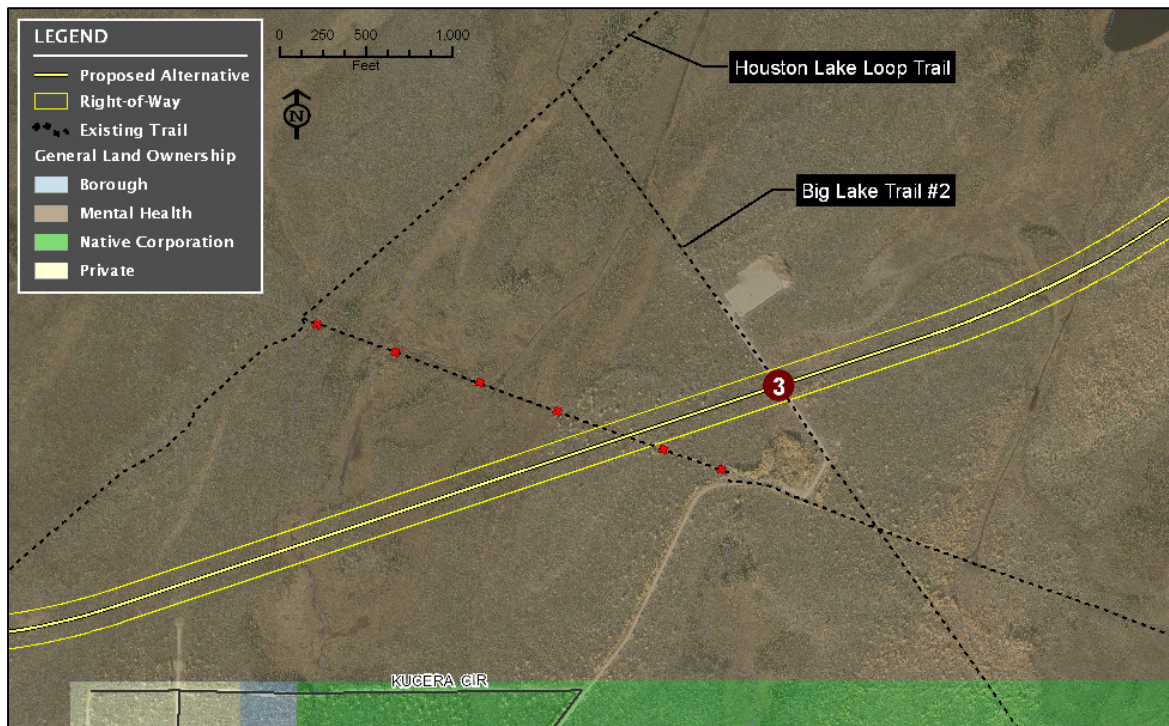 LEGEND
Proposed Alternative
Right-of-Way
Existing Trail
General Land Ownership
Borough
Mental Health
Native Corporation
Private
0 250 500 1,000
Feet
N
Houston Lake Loop Trail
Big Lake Trail #2
3
KUCERA CIR